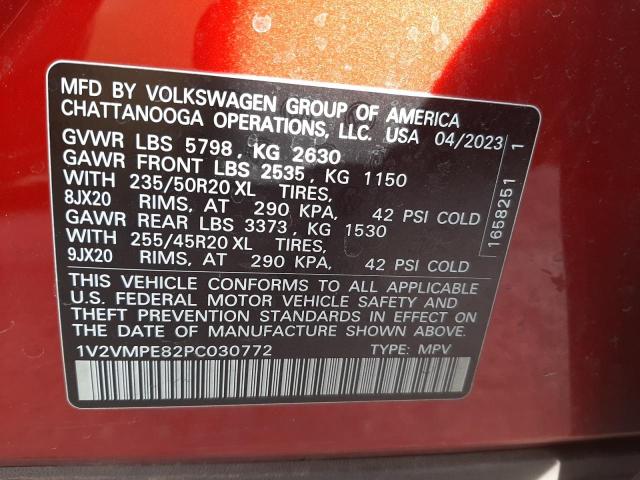 MFD BY VOLKSWAGEN GROUP OF AMERICA
CHATTANOOGA OPERATIONS, LLC. USA 04/2023
GVWR LBS 5798, KG 2630
GAWR FRONT LBS 2535, KG 1150
WITH 235/50R20 XL TIRES,
8JX20 RIMS, AT 290 KPA, 42 PSI COLD
GAWR REAR LBS 3373, KG 1530
WITH 255/45R20 XL TIRES,
9JX20 RIMS, AT 290 KPA, 42 PSI COLD
THIS VEHICLE CONFORMS TO ALL APPLICABLE
U.S. FEDERAL MOTOR VEHICLE SAFETY AND
THEFT PREVENTION STANDARDS IN EFFECT ON
THE DATE OF MANUFACTURE SHOWN ABOVE.
1V2VMPE82PC030772 TYPE: MPV
1658251 1